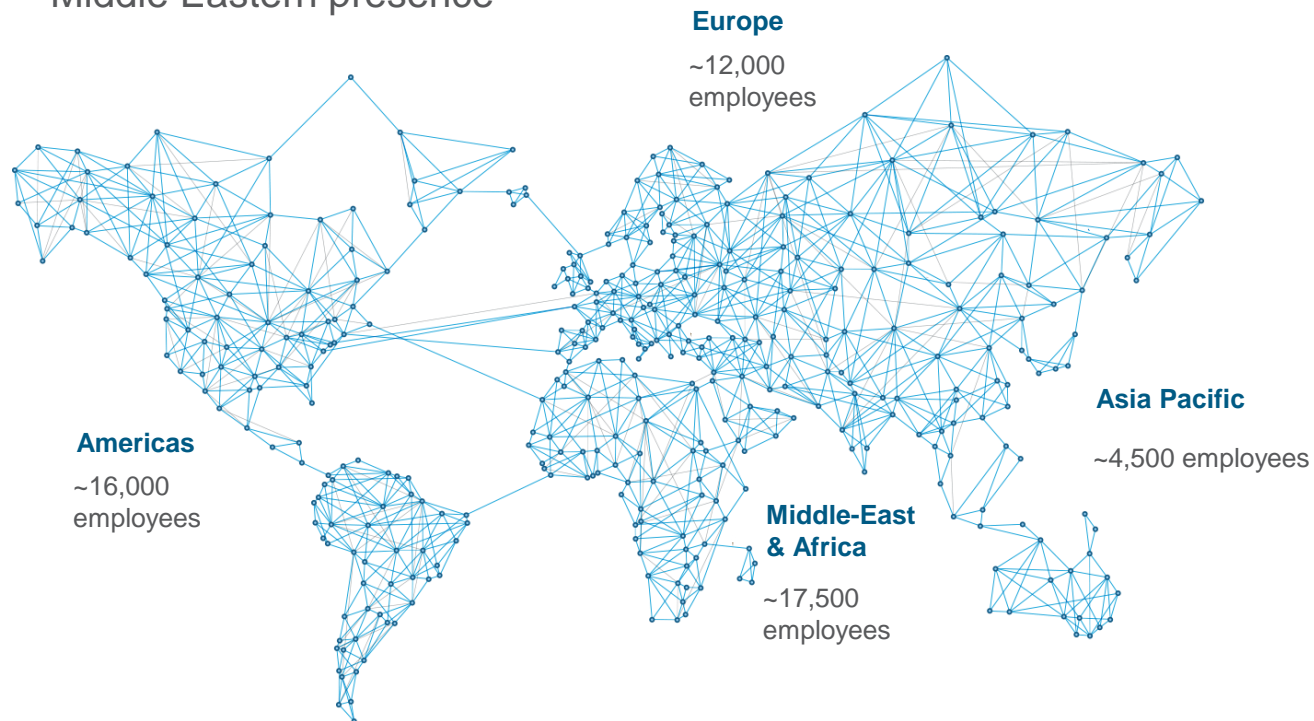 Middle Eastern presence
Europe
~12,000
employees
Americas
~16,000
employees
Asia Pacific
~4,500 employees
Middle-East
& Africa
~17,500
employees